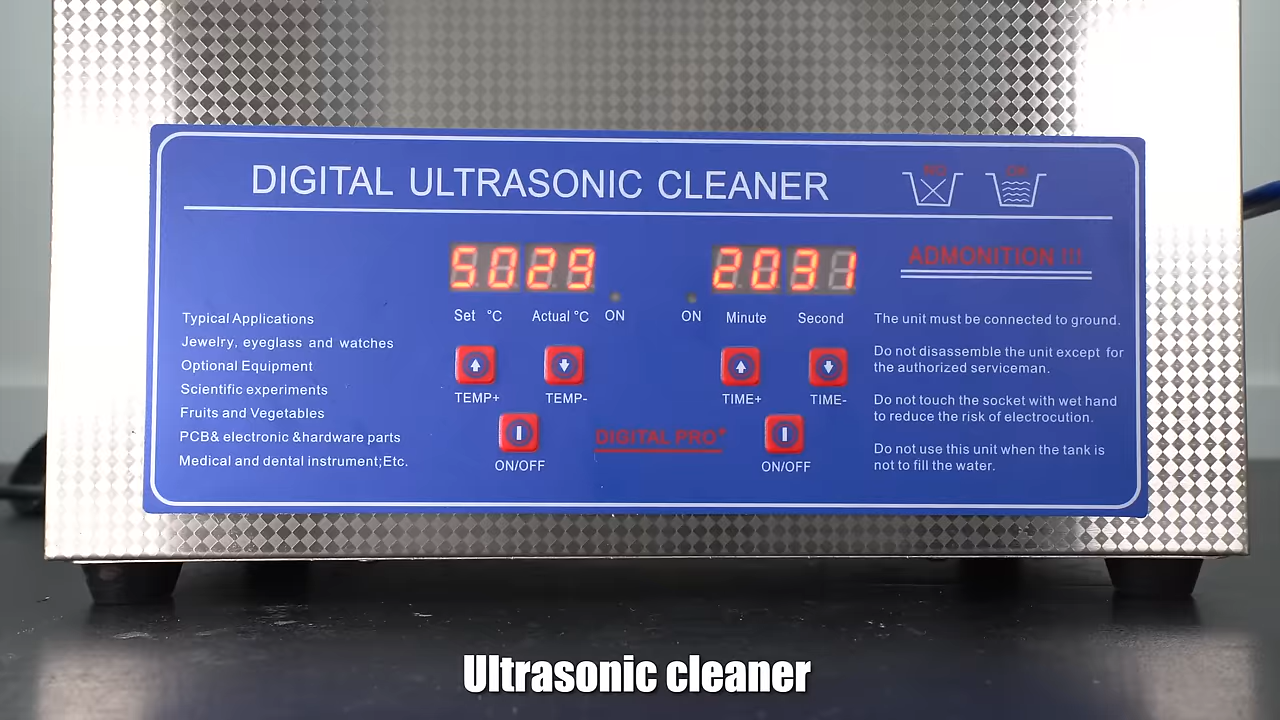 DIGITAL ULTRASONIC CLEANER
NO
OK
5029
2031
ADMONITION !!!
Set °C
Actual °C
ON
ON
Minute
Second
Typical Applications
Jewelry, eyeglass and watches
Optional Equipment
Scientific experiments
Fruits and Vegetables
PCB& electronic &hardware parts
Medical and dental instrument;Etc.
TEMP+
TEMP-
ON/OFF
DIGITAL PRO+
TIME+
TIME-
ON/OFF
The unit must be connected to ground.
Do not disassemble the unit except for
the authorized serviceman.
Do not touch the socket with wet hand
to reduce the risk of electrocution.
Do not use this unit when the tank is
not to fill the water.
Ultrasonic cleaner